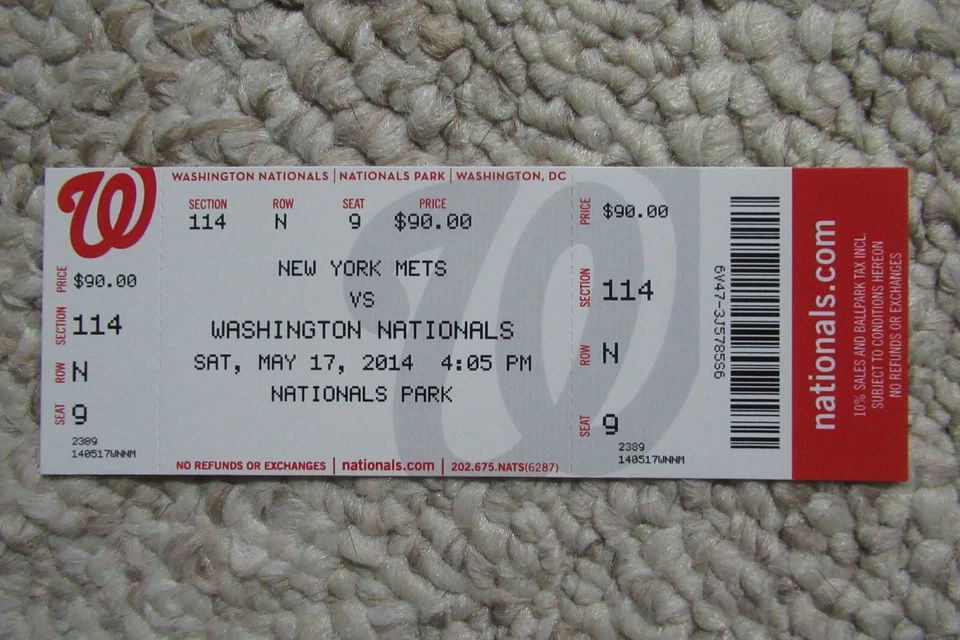 W
PRICE $90.00
SECTION 114
ROW N
SEAT 9
2389
140517WNNM
WASHINGTON NATIONALS | NATIONALS PARK | WASHINGTON, DC
SECTION ROW SEAT PRICE
114 N 9 $90.00
NEW YORK METS
VS
WASHINGTON NATIONALS
SAT, MAY 17, 2014 4:05 PM
NATIONALS PARK
NO REFUNDS OR EXCHANGES | nationals.com | 202.675.NATS(6287)
PRICE $90.00
SECTION 114
ROW N
SEAT 9
2389
140517WNNM
6V47-3J5785S6
nationals.com
10% SALES AND BALLPARK TAX INCL.
SUBJECT TO CONDITIONS HEREON
NO REFUNDS OR EXCHANGES